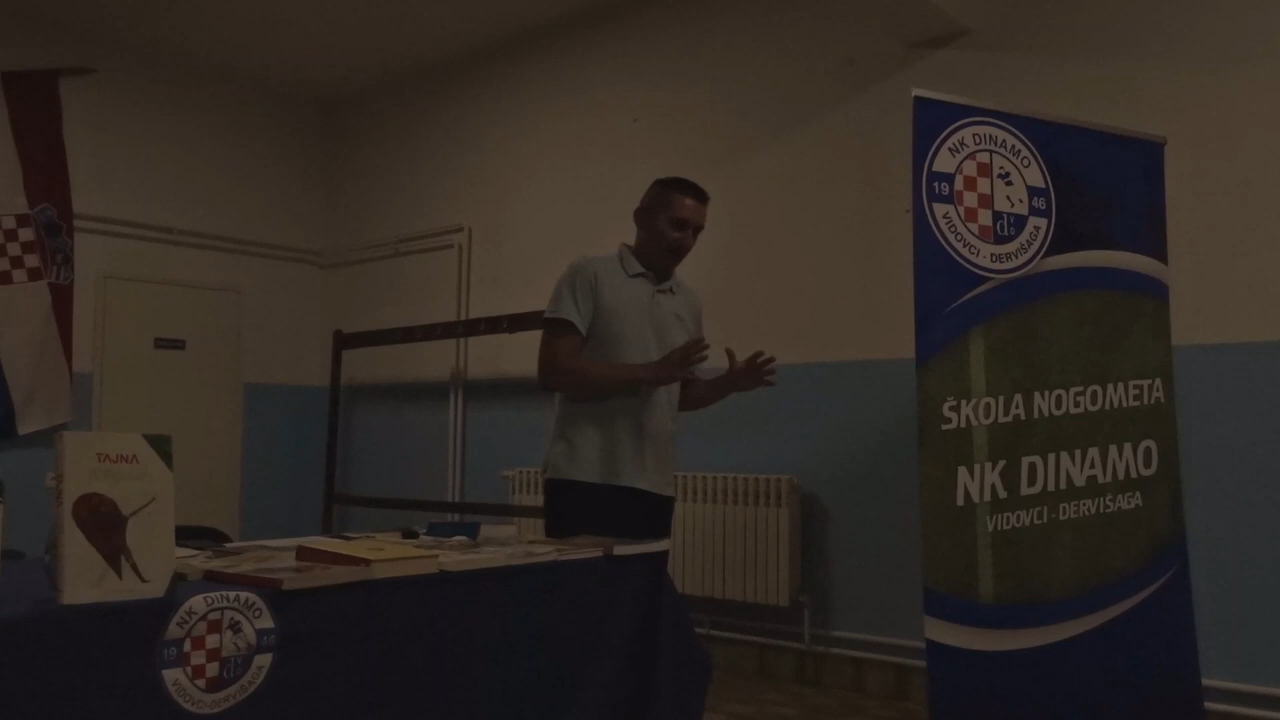 TAJNA
NK DINAMO
19 46
VIDOVCI-DERVIŠAGA
NK DINAMO
19 46
d V D
VIDOVCI - DERVIŠAGA
ŠKOLA NOGOMETA
NK DINAMO
VIDOVCI - DERVIŠAGA